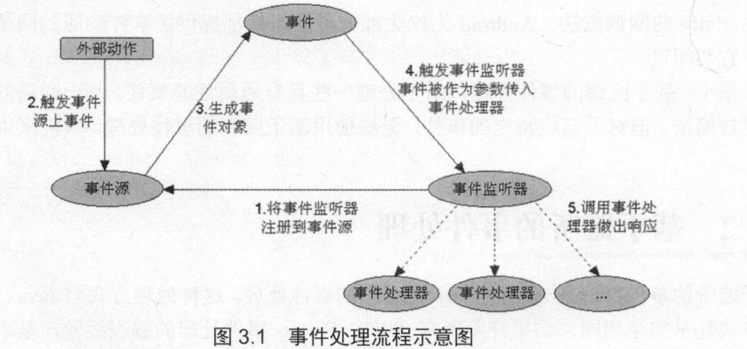 事件
外部动作
4.触发事件监听器
事件被作为参数传入
事件处理器
2.触发事件
源上事件
3.生成事
件对象
事件源
事件监听器
1.将事件监听器
注册到事件源
5.调用事件处
理器做出响应
事件处理器
事件处理器
...
图 3.1 事件处理流程示意图